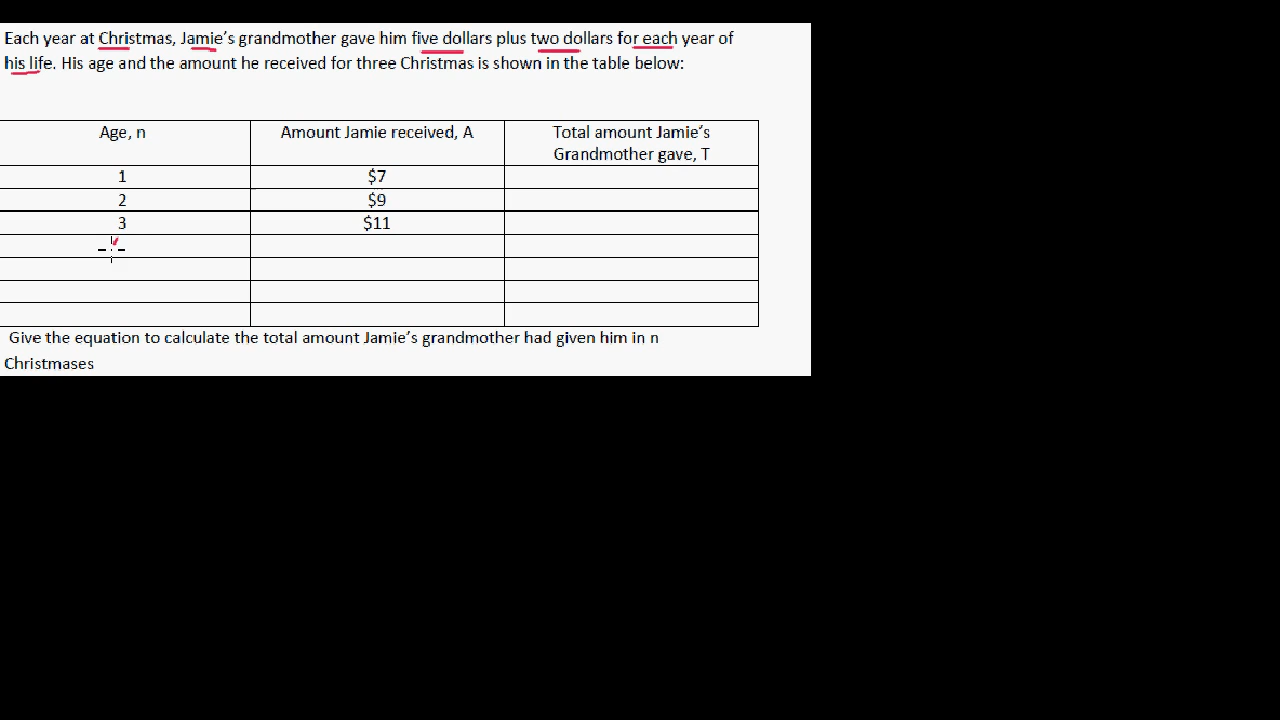 Each year at Christmas, Jamie's grandmother gave him five dollars plus two dollars for each year of
his life. His age and the amount he received for three Christmas is shown in the table below:
Age, n
Amount Jamie received, A
Total amount Jamie's
Grandmother gave, T
1 $7
2 $9
3 $11
Give the equation to calculate the total amount Jamie's grandmother had given him in n
Christmases